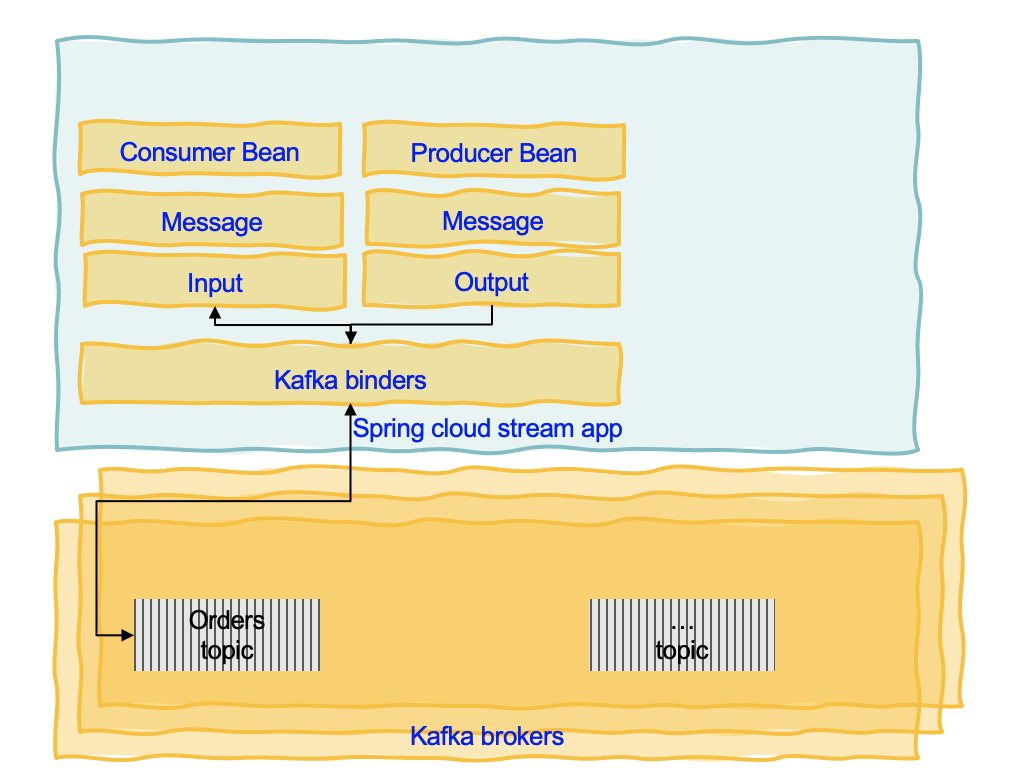 Consumer Bean
Producer Bean
Message
Message
Input
Output
Kafka binders
Spring cloud stream app
Orders
topic
...
topic
Kafka brokers